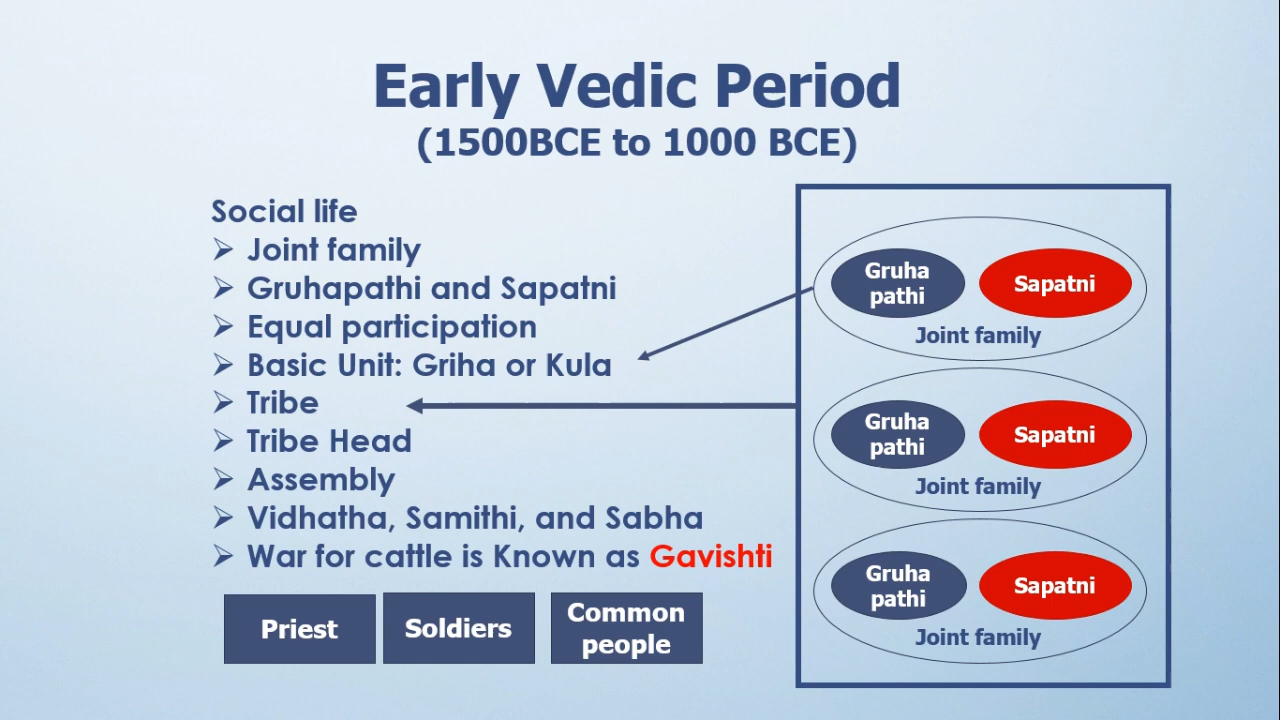 Early Vedic Period
(1500BCE to 1000 BCE)
Social life
Joint family
Gruhapathi and Sapatni
Equal participation
Basic Unit: Griha or Kula
Tribe
Tribe Head
Assembly
Vidhatha, Samithi, and Sabha
War for cattle is Known as Gavishti
Priest
Soldiers
Common
people
Gruha
pathi
Sapatni
Joint family
Gruha
pathi
Sapatni
Joint family
Gruha
pathi
Sapatni
Joint family